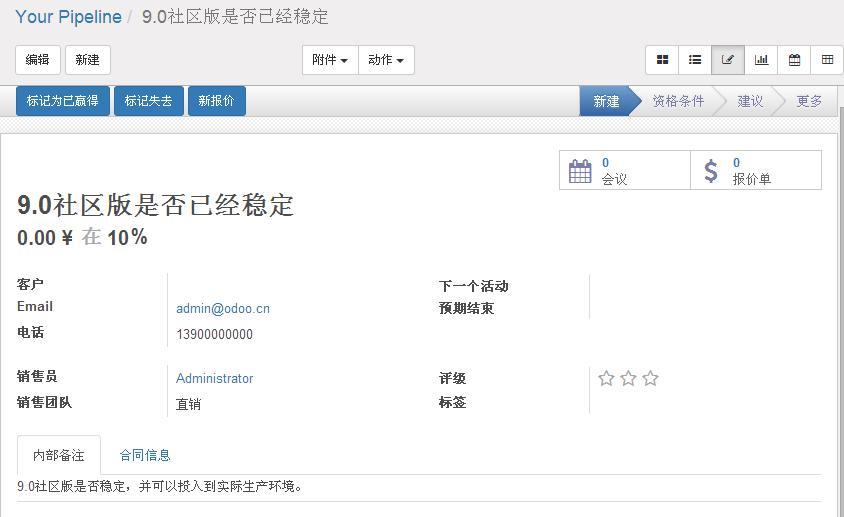 Your Pipeline / 9.0社区版是否已经稳定
编辑 新建 附件 动作
标记为已赢得 标记失去 新报价 新建 资格条件 建议 更多
0 会议 0 报价单
9.0社区版是否已经稳定
0.00 ¥ 在 10%
客户 下一个活动
Email admin@odoo.cn 预期结束
电话 13900000000
销售员 Administrator 评级
销售团队 直销 标签
内部备注 合同信息
9.0社区版是否稳定，并可以投入到实际生产环境。